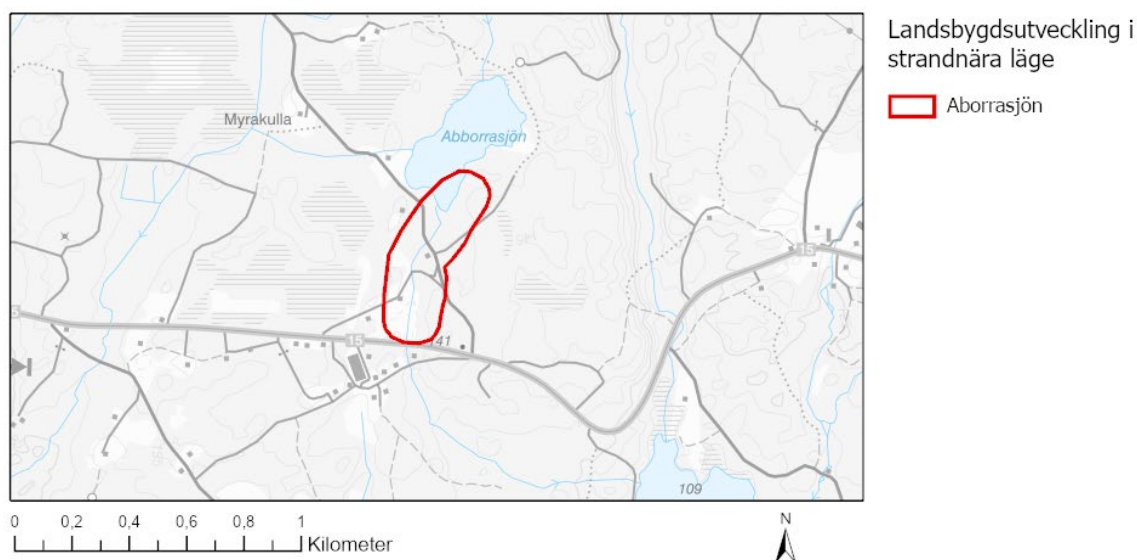 Landsbygdsutveckling i
strandnära läge
Aborrasjön
Myrakulla
Abborrasjön
15
15
141
109
0
0,2
0,4
0,6
0,8
1
Kilometer
N